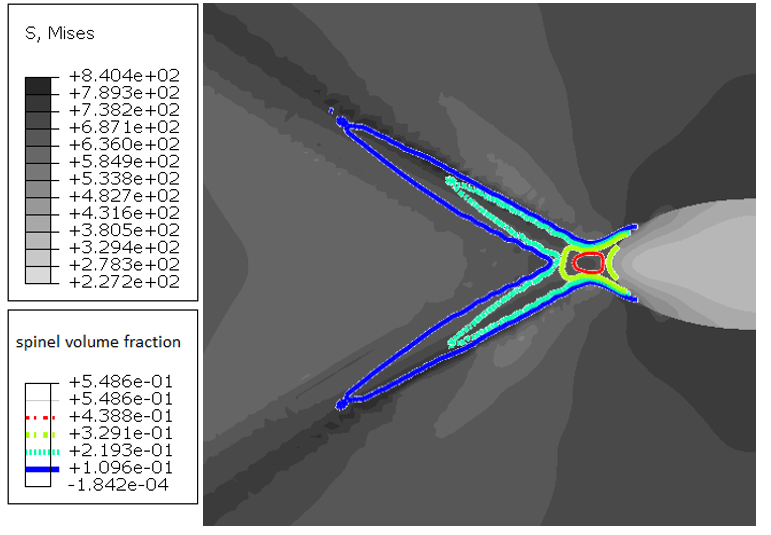 S, Mises
+8.404e+02
+7.893e+02
+7.382e+02
+6.871e+02
+6.360e+02
+5.849e+02
+5.338e+02
+4.827e+02
+4.316e+02
+3.805e+02
+3.294e+02
+2.783e+02
+2.272e+02
spinel volume fraction
+5.486e-01
+5.486e-01
+4.388e-01
+3.291e-01
+2.193e-01
+1.096e-01
-1.842e-04